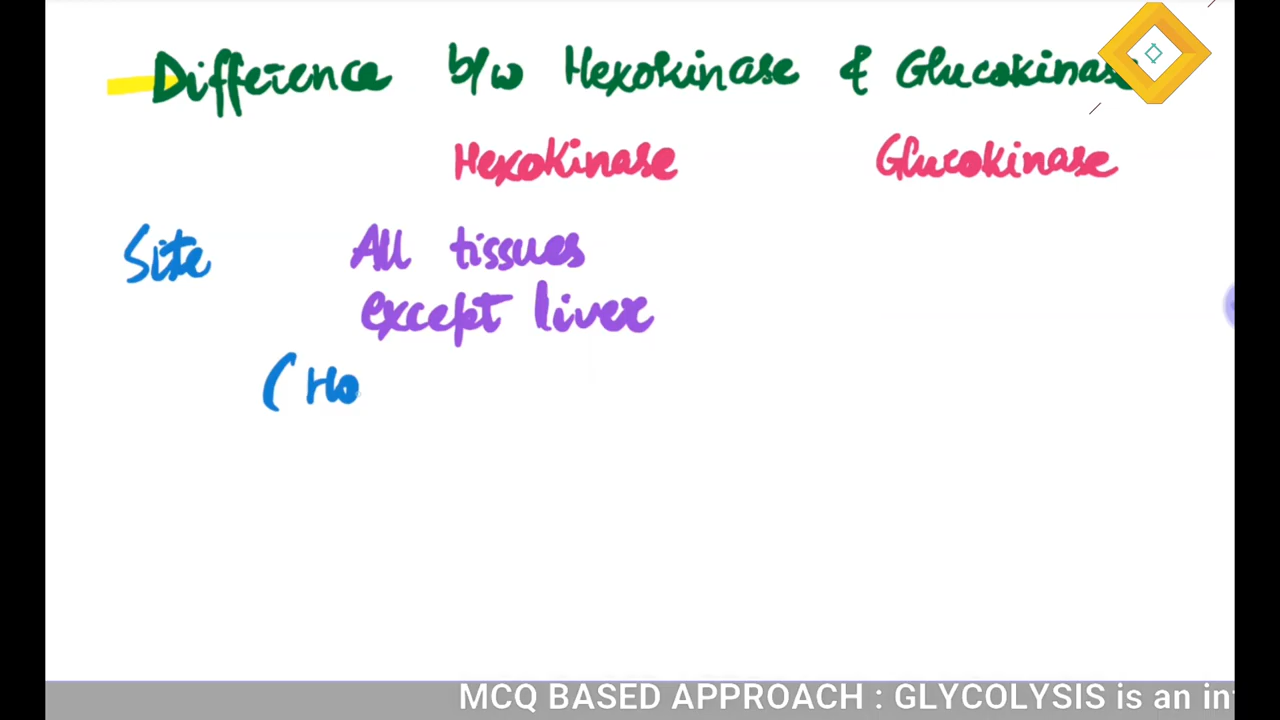 Difference b/w Hexokinase & Glucokinase
Hexokinase Glucokinase
Site All tissues
except liver
(Ho
MCQ BASED APPROACH : GLYCOLYSIS is an in